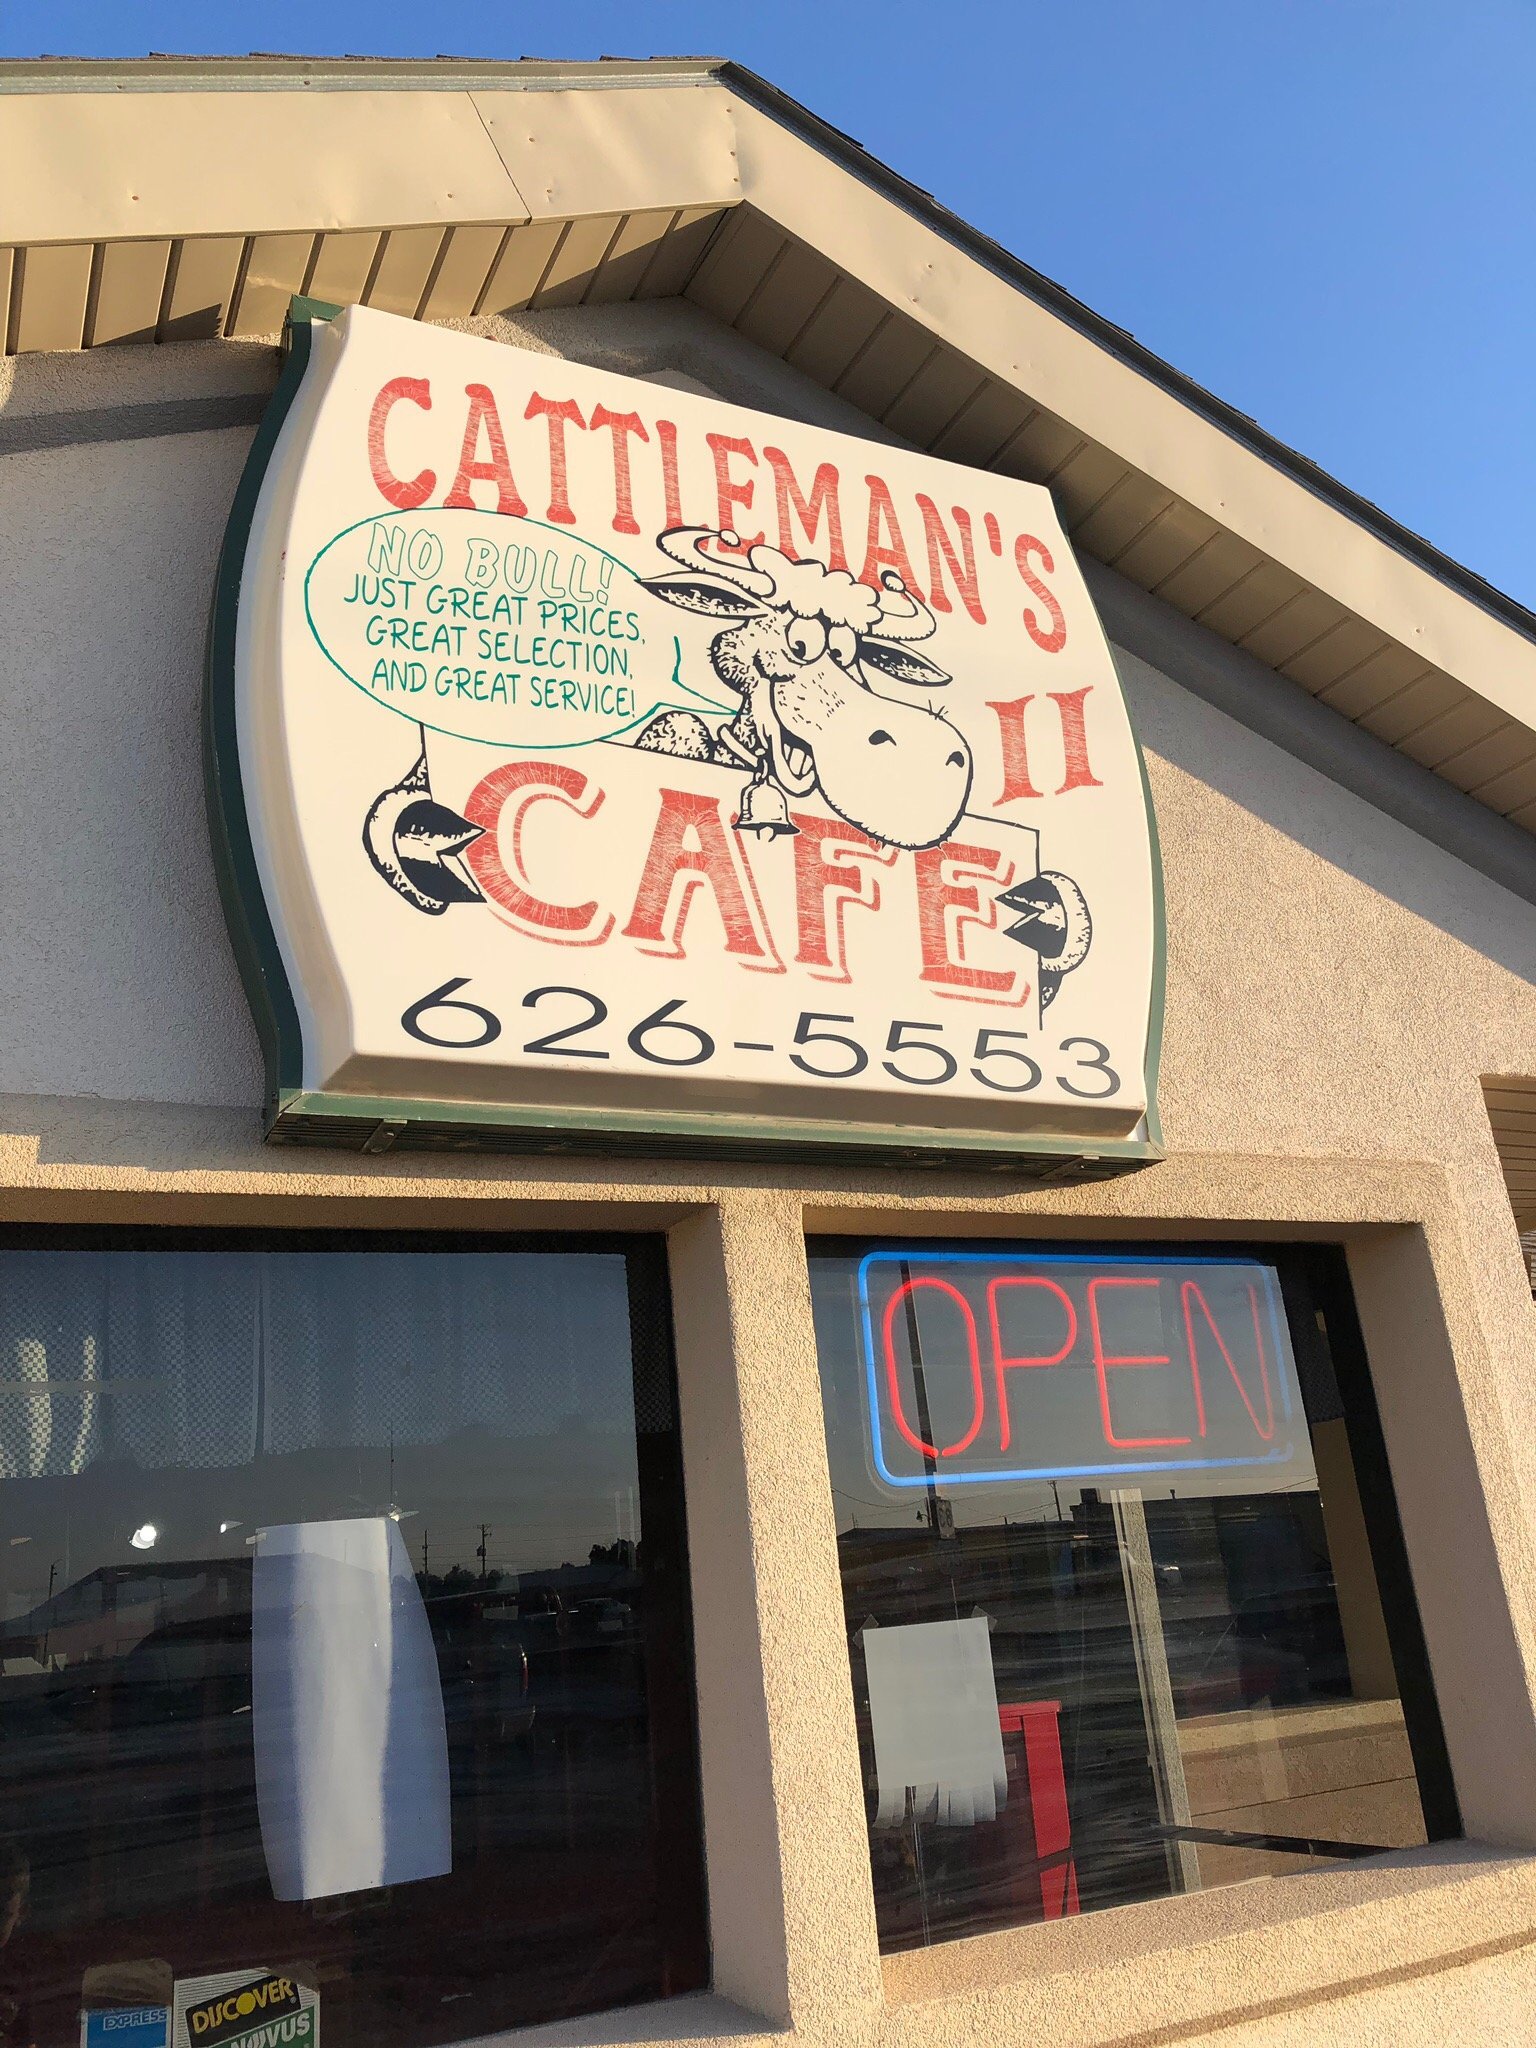 CATTLEMAN'S
NO BULL!
JUST GREAT PRICES,
GREAT SELECTION,
AND GREAT SERVICE!
II
CAFE
626-5553
OPEN
EXPRESS
DISCOVER
NOVUS